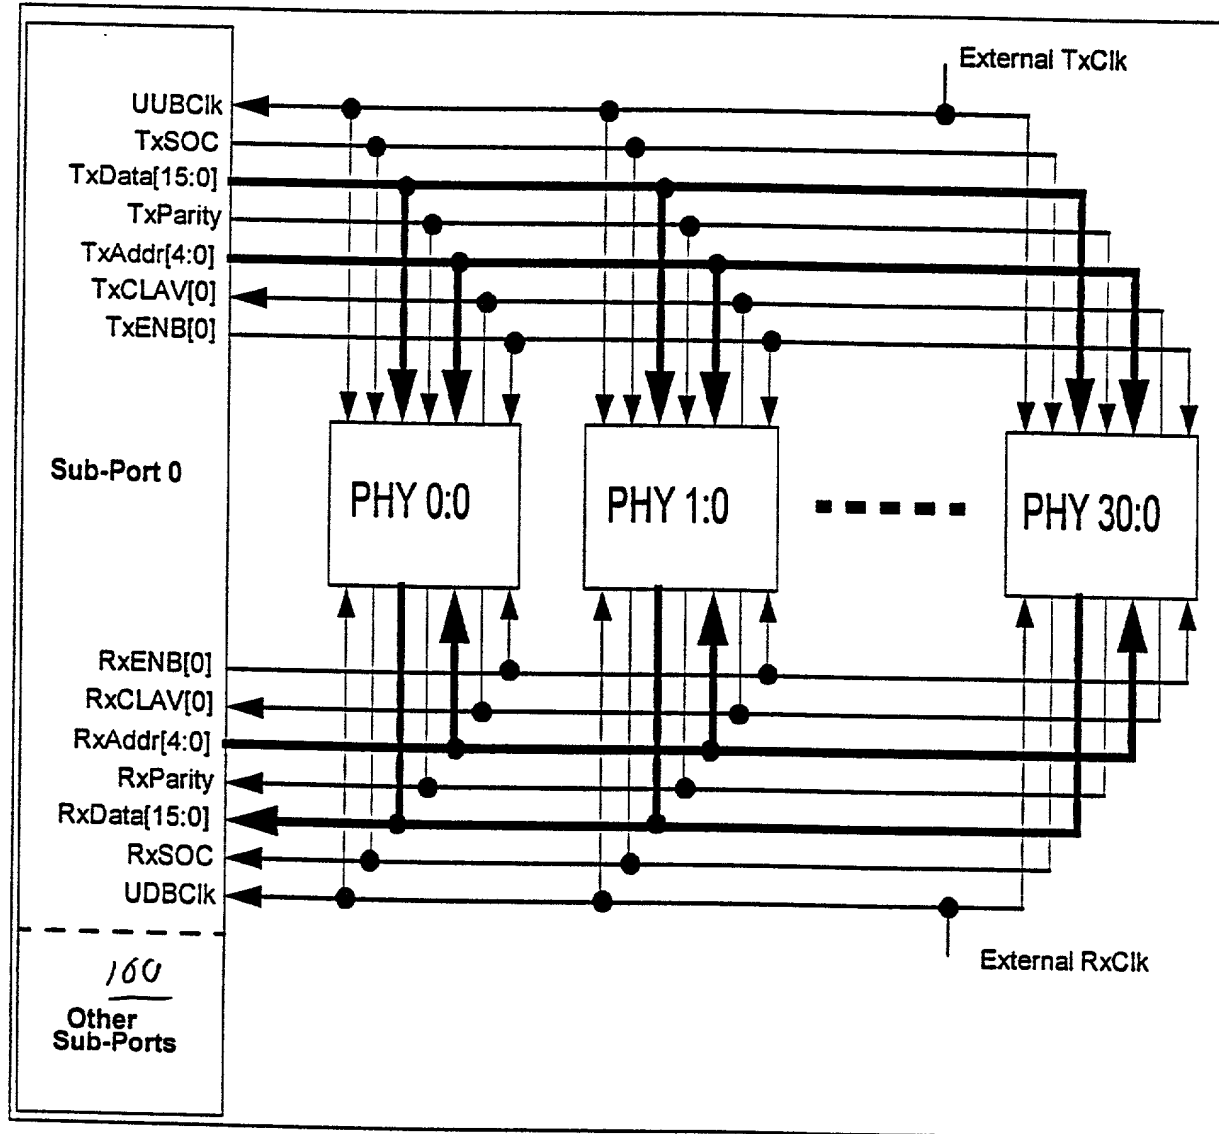 External TxClk
UUBClk
TxSOC
TxData[15:0]
TxParity
TxAddr[4:0]
TxCLAV[0]
TxENB[0]
Sub-Port 0
PHY 0:0
PHY 1:0
PHY 30:0
RxENB[0]
RxCLAV[0]
RxAddr[4:0]
RxParity
RxData[15:0]
RxSOC
UDBClk
External RxClk
160
Other
Sub-Ports